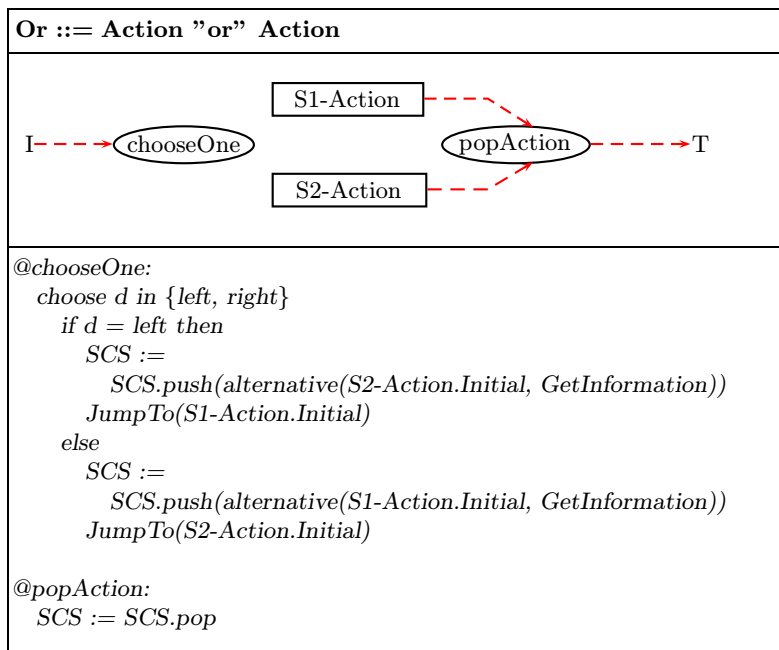 Or ::= Action ”or” Action
S1-Action
I chooseOne popAction T
S2-Action
@chooseOne:
choose d in {left, right}
if d = left then
SCS :=
SCS.push(alternative(S2-Action.Initial, GetInformation))
JumpTo(S1-Action.Initial)
else
SCS :=
SCS.push(alternative(S1-Action.Initial, GetInformation))
JumpTo(S2-Action.Initial)
@popAction:
SCS := SCS.pop